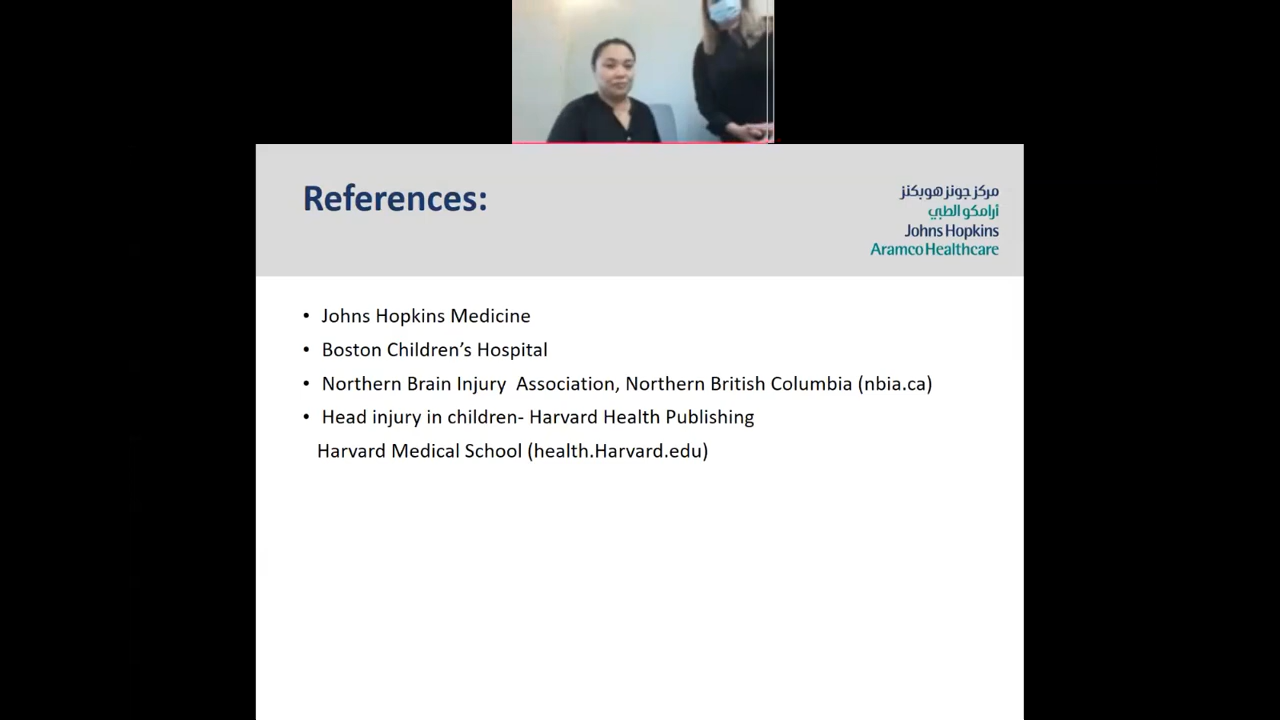 References:
مركز جونز هوبكنز
أرامكو الطبي
Johns Hopkins
Aramco Healthcare
• Johns Hopkins Medicine
• Boston Children’s Hospital
• Northern Brain Injury  Association, Northern British Columbia (nbia.ca)
• Head injury in children- Harvard Health Publishing
Harvard Medical School (health.Harvard.edu)